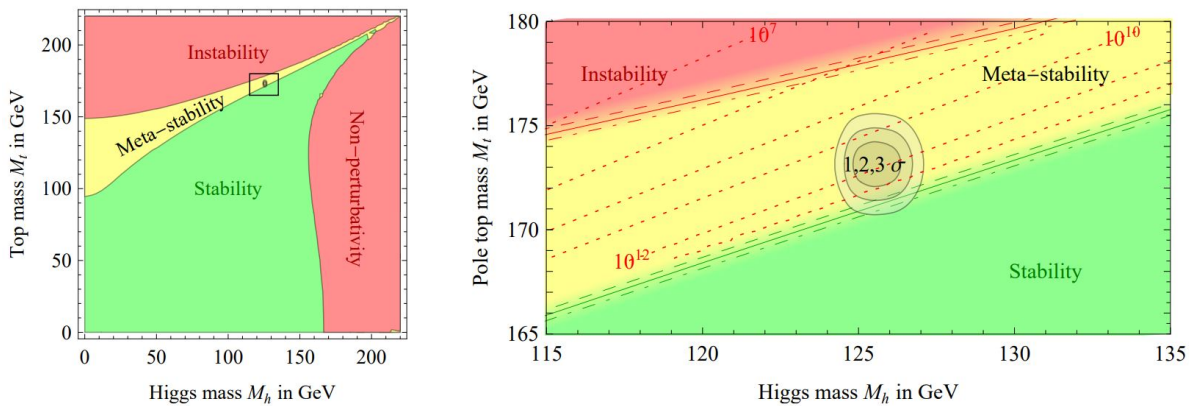 Instability
Meta−stability
Stability
Non−perturbativity
0
50
100
150
200
0
50
100
150
200
Higgs mass M_h in GeV
Top mass M_t in GeV
10^7
10^10
Instability
Meta−stability
1,2,3 σ
10^12
Stability
180
175
170
165
115
120
125
130
135
Higgs mass M_h in GeV
Pole top mass M_t in GeV